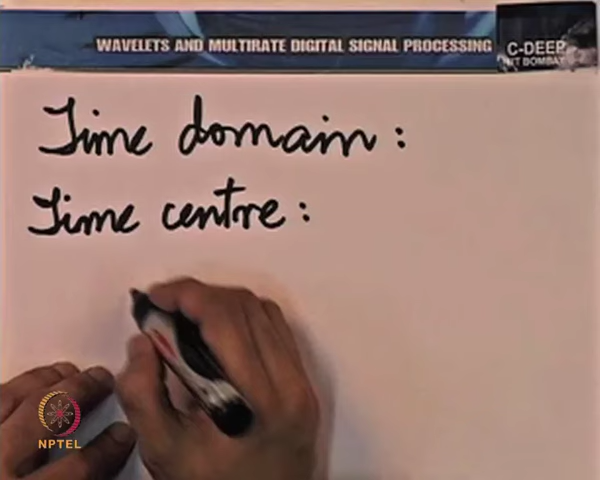 WAVELETS AND MULTIRATE DIGITAL SIGNAL PROCESSING
C-DEEP
IIT BOMBAY
Time domain:
Time centre:
NPTEL